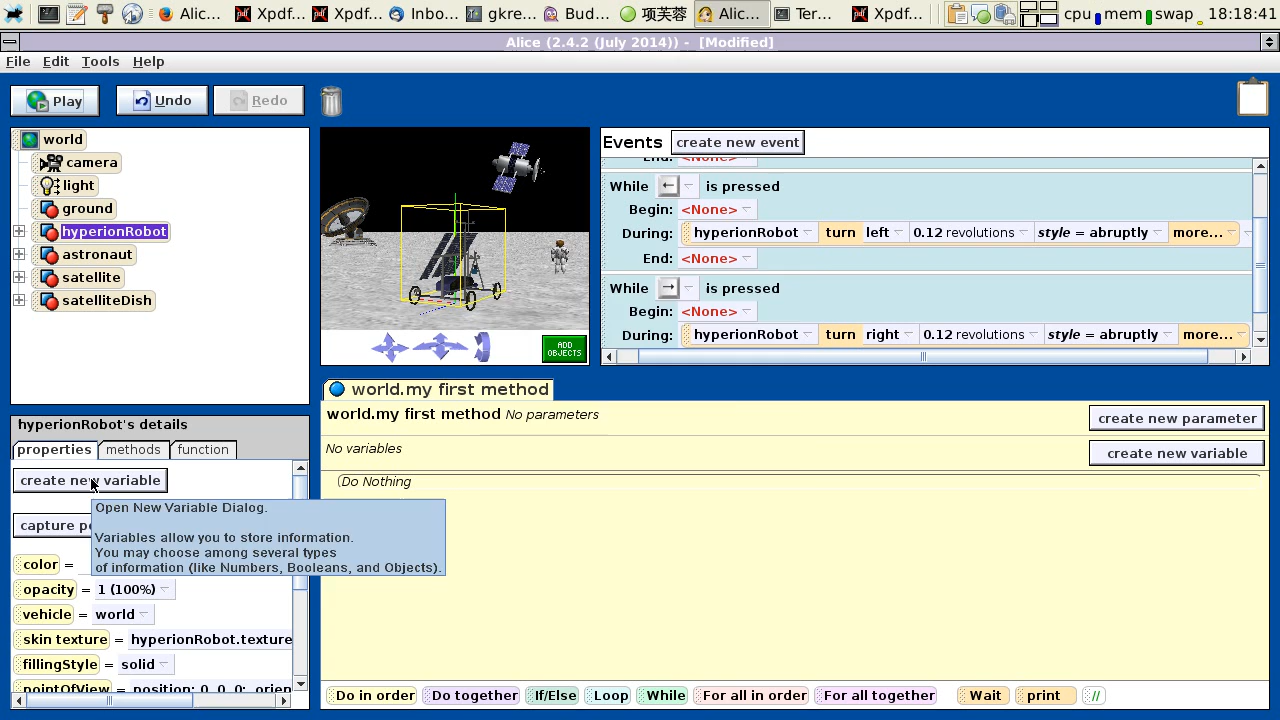 Alic...
Xpdf...
Xpdf...
Inbo...
gkre...
Bud...
项芙蓉
Alic...
Ter...
Xpdf...
cpu mem swap 18:18:41
Alice (2.4.2 (July 2014)) - [Modified]
File Edit Tools Help
Play Undo Redo
world
camera
light
ground
hyperionRobot
astronaut
satellite
satelliteDish
ADD
OBJECTS
Events create new event
End: <None>
While ← is pressed
Begin: <None>
During: hyperionRobot turn left 0.12 revolutions style = abruptly more...
End: <None>
While → is pressed
Begin: <None>
During: hyperionRobot turn right 0.12 revolutions style = abruptly more...
hyperionRobot's details
properties methods function
create new variable
capture po
Open New Variable Dialog.
Variables allow you to store information.
You may choose among several types
of information (like Numbers, Booleans, and Objects).
color =
opacity = 1 (100%)
vehicle = world
skin texture = hyperionRobot.texture
fillingStyle = solid
pointOfView = position: 0, 0, 0; orien
world.my first method
world.my first method No parameters
create new parameter
No variables
create new variable
Do Nothing
Do in order Do together If/Else Loop While For all in order For all together Wait print //